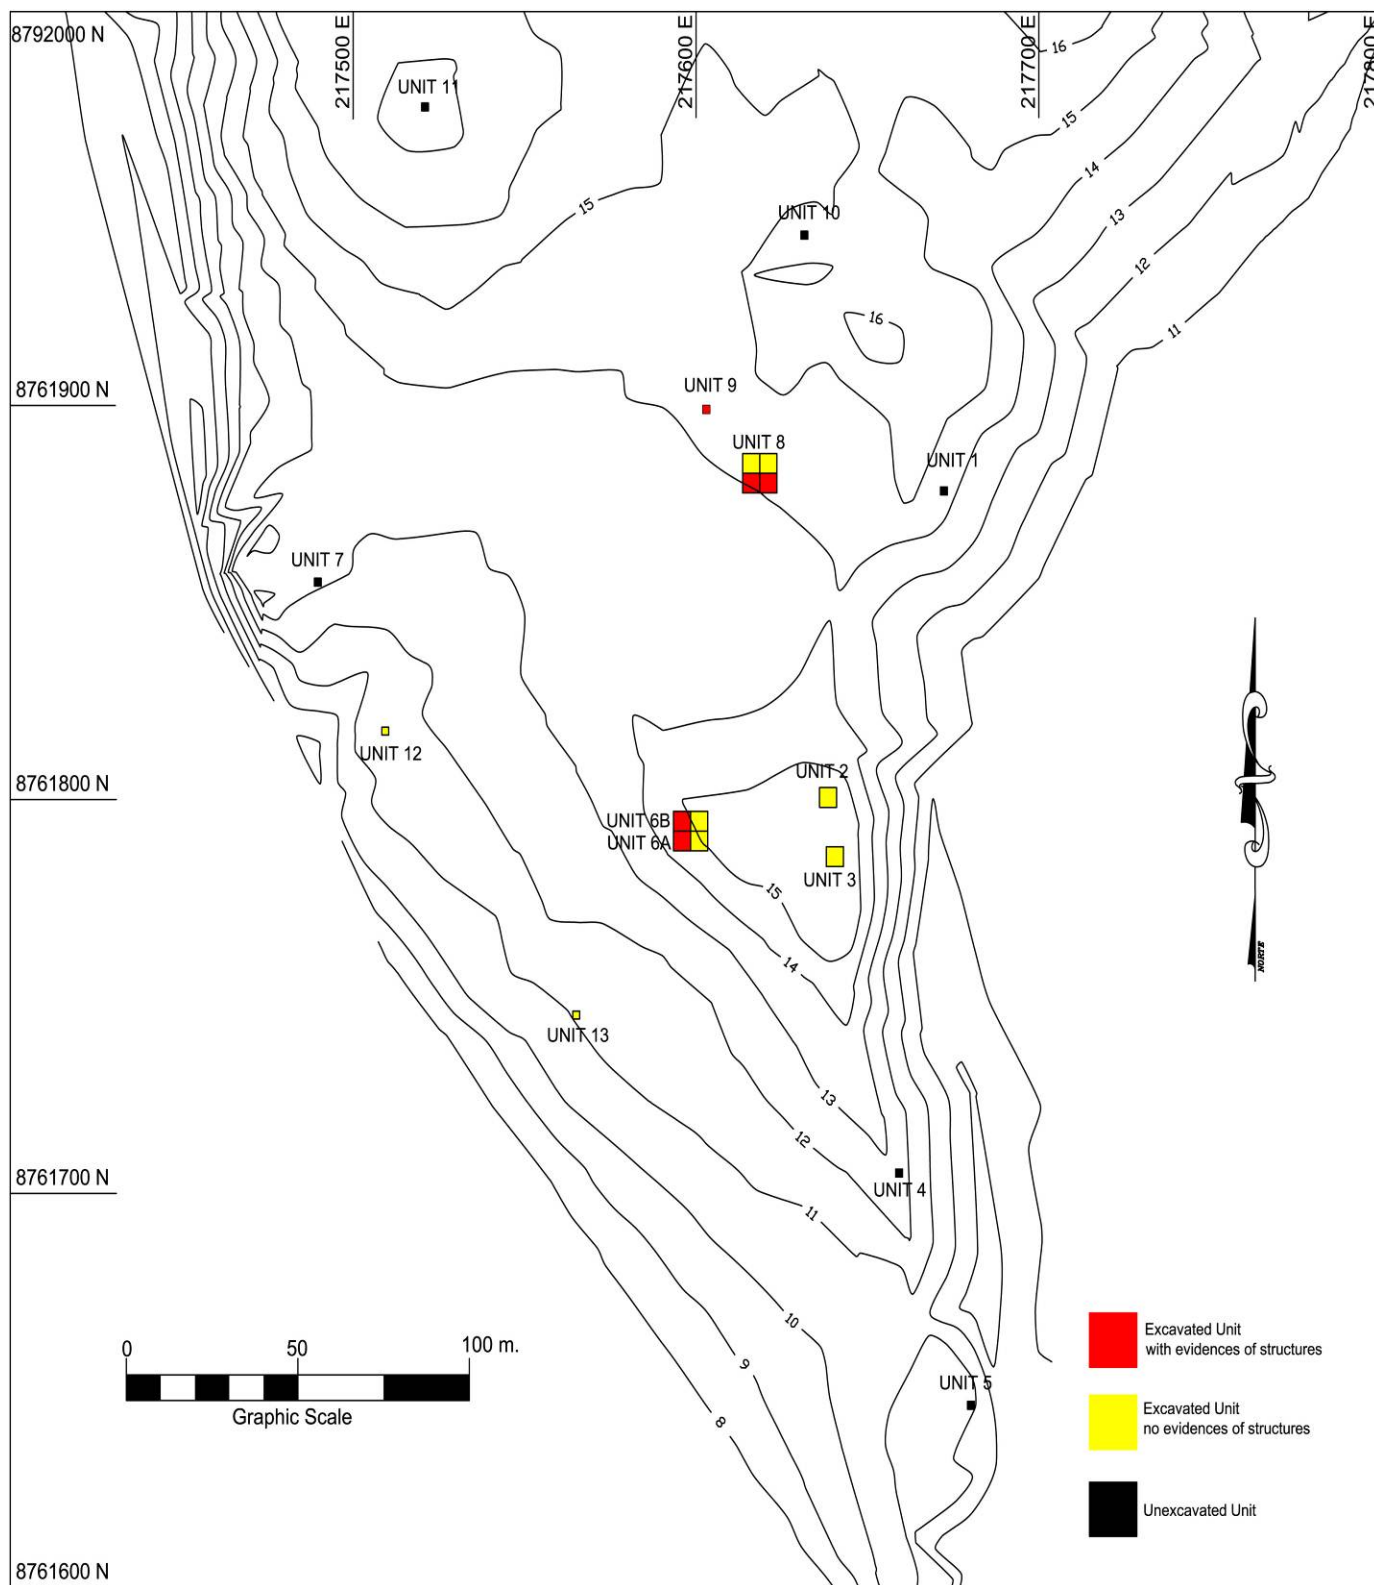 8792000 N
217500 E
217600 E
217700 E
217800 E
16
UNIT 11
15
14
15
UNIT 10
13
12
16
11
UNIT 9
8761900 N
UNIT 8
UNIT 1
UNIT 7
UNIT 12
UNIT 2
8761800 N
UNIT 6B
UNIT 6A
UNIT 3
15
14
NORTE
UNIT 13
13
12
8761700 N
UNIT 4
11
10
9
8
0 50 100 m.
Graphic Scale
UNIT 5
Excavated Unit
with evidences of structures
Excavated Unit
no evidences of structures
Unexcavated Unit
8761600 N